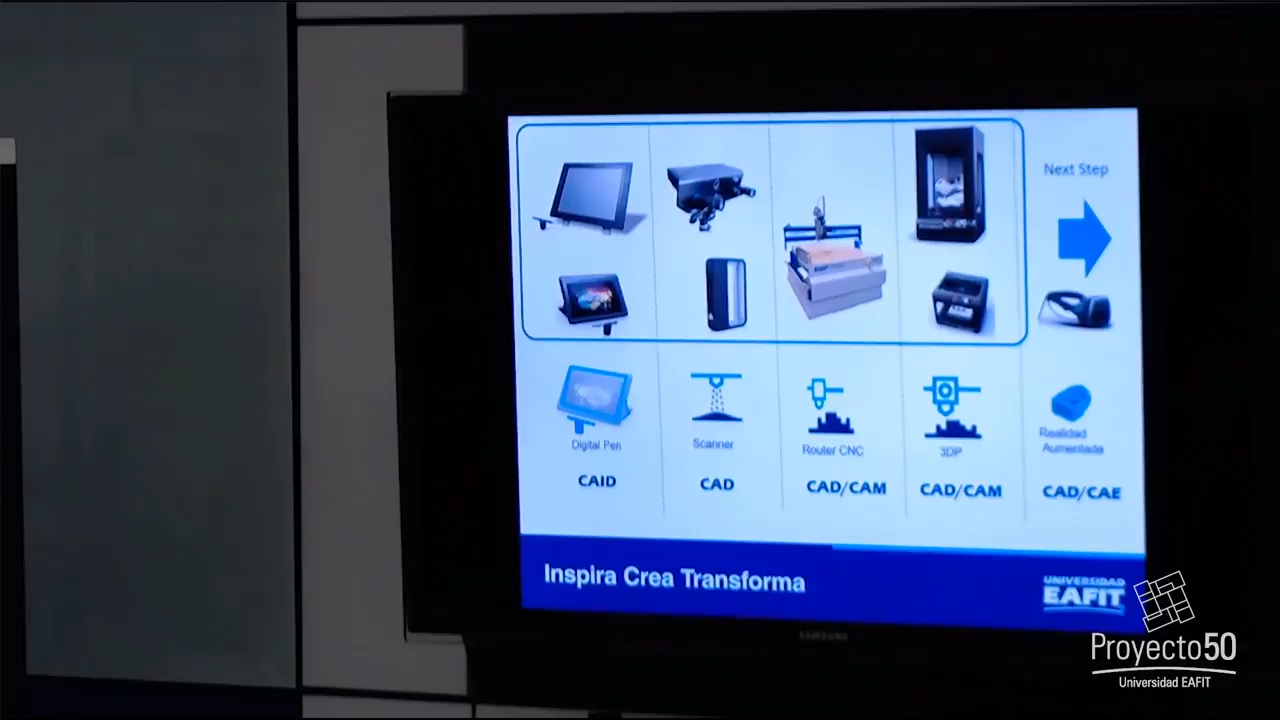 Next Step
Digital Pen
Scanner
Router CNC
3DP
Realidad
Aumentada
CAID
CAD
CAD/CAM
CAD/CAM
CAD/CAE
Inspira Crea Transforma
UNIVERSIDAD
EAFIT
SAMSUNG
Proyecto50
Universidad EAFIT